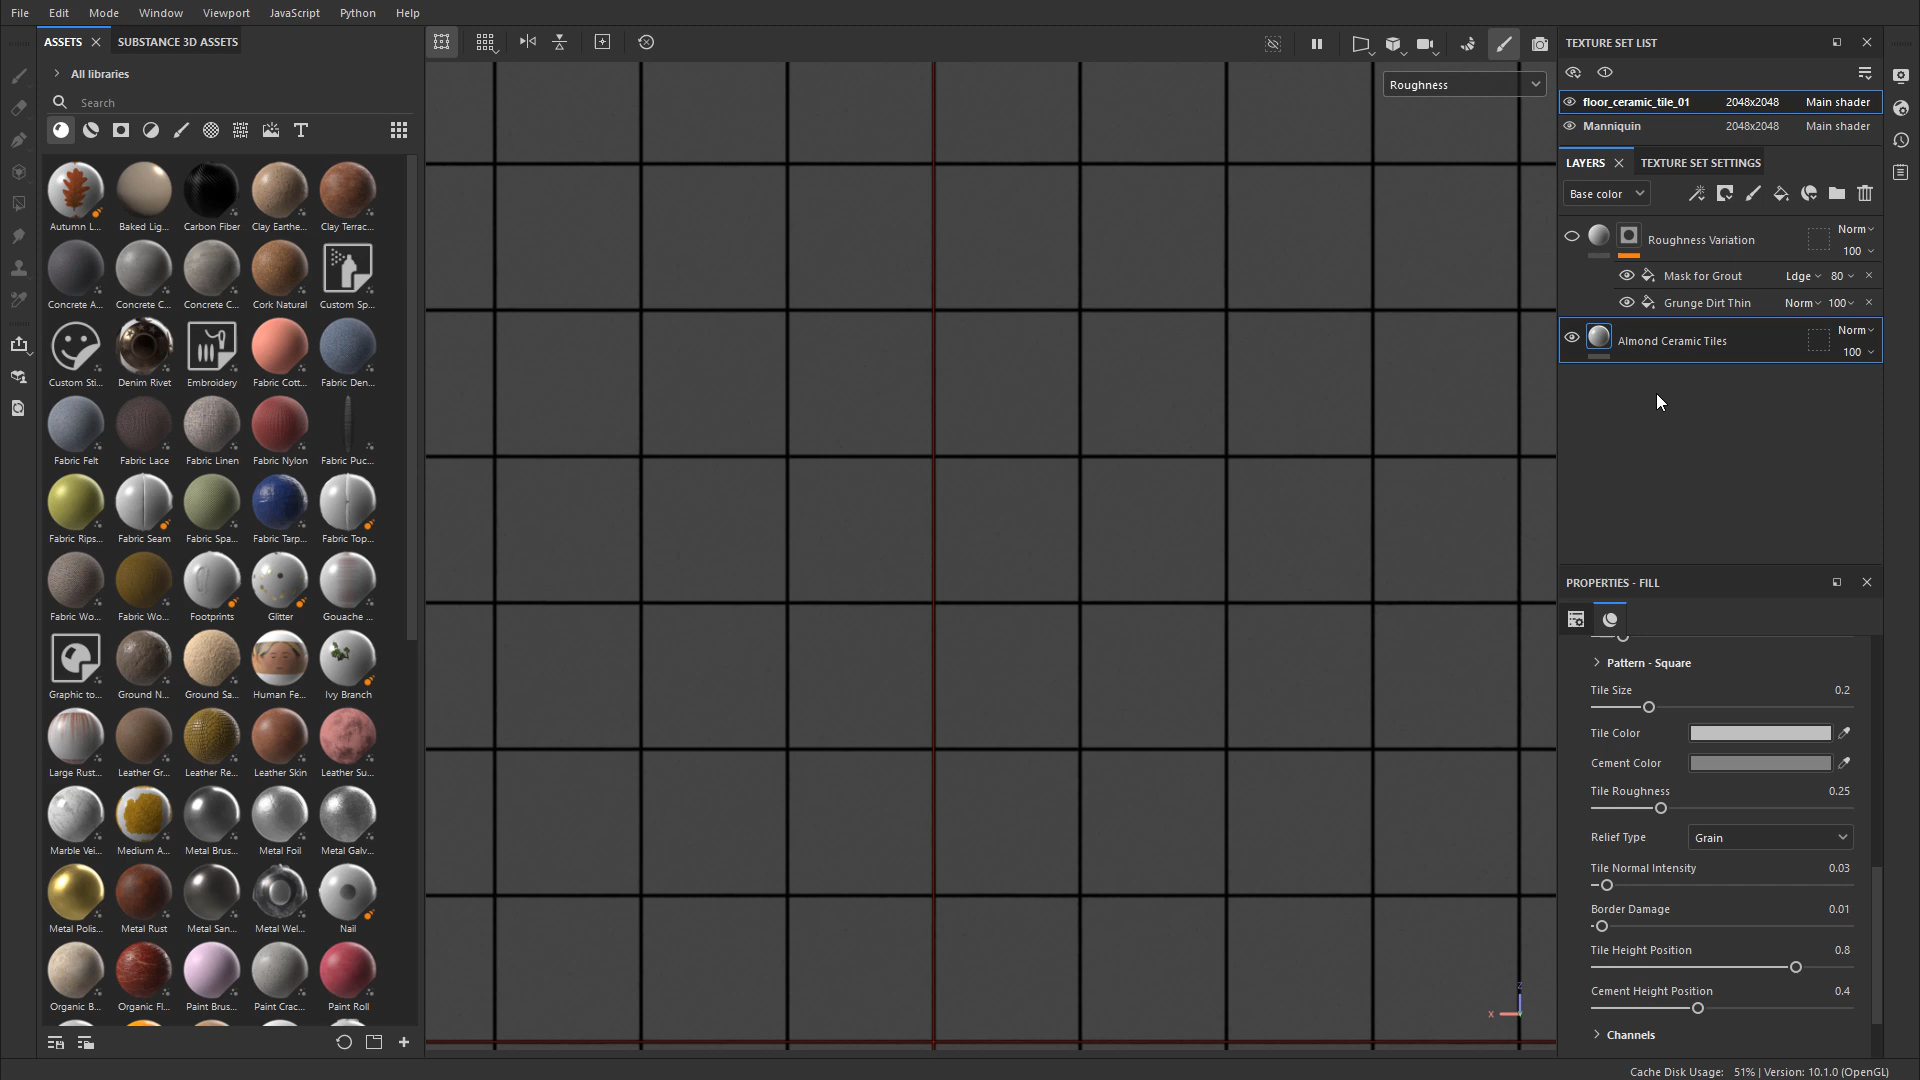 File Edit Mode Window Viewport JavaScript Python Help
ASSETS SUBSTANCE 3D ASSETS
All libraries
Search
Autumn L... Baked Lig... Carbon Fiber Clay Earthe... Clay Terrac...
Concrete A... Concrete C... Concrete C... Cork Natural Custom Sp...
Custom Sti... Denim Rivet Embroidery Fabric Cott... Fabric Den...
Fabric Felt Fabric Lace Fabric Linen Fabric Nylon Fabric Puc...
Fabric Rips... Fabric Seam Fabric Spa... Fabric Tarp... Fabric Top...
Fabric Wo... Fabric Wo... Footprints Glitter Gouache ...
Graphic to... Ground N... Ground Sa... Human Fe... Ivy Branch
Large Rust... Leather Gr... Leather Re... Leather Skin Leather Su...
Marble Vei... Medium A... Metal Brus... Metal Foil Metal Galv...
Metal Polis... Metal Rust Metal San... Metal Wel... Nail
Organic B... Organic Fl... Paint Brus... Paint Crac... Paint Roll
Roughness
Z
X
TEXTURE SET LIST
floor_ceramic_tile_01 2048x2048 Main shader
Mannequin 2048x2048 Main shader
LAYERS TEXTURE SET SETTINGS
Base color
Roughness Variation Norm 100
Mask for Grout Ldge 80
Grunge Dirt Thin Norm 100
Almond Ceramic Tiles Norm 100
PROPERTIES - FILL
Pattern - Square
Tile Size 0.2
Tile Color
Cement Color
Tile Roughness 0.25
Relief Type Grain
Tile Normal Intensity 0.03
Border Damage 0.01
Tile Height Position 0.8
Cement Height Position 0.4
Channels
Cache Disk Usage: 51% | Version: 10.1.0 (OpenGL)